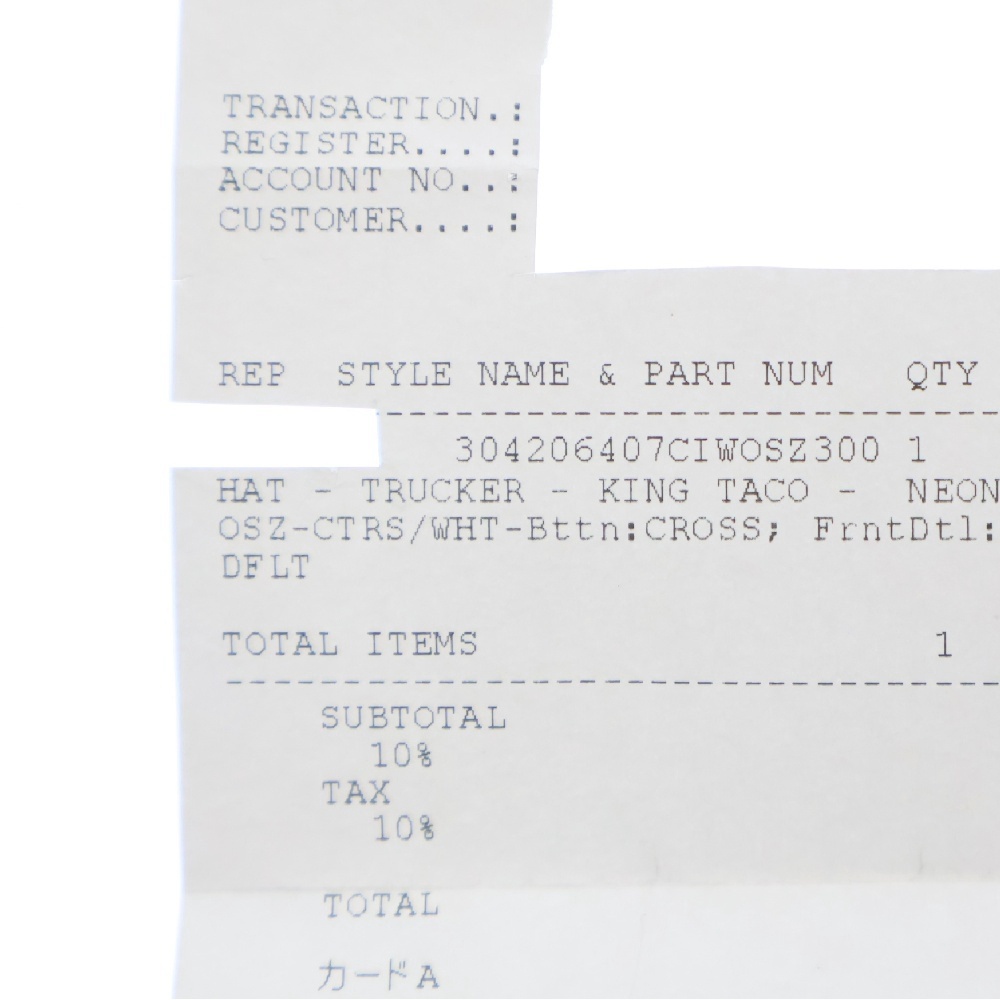 TRANSACTION.:
REGISTER....:
ACCOUNT NO..:
CUSTOMER....:
REP STYLE NAME & PART NUM QTY
304206407CIWOSZ300 1
HAT - TRUCKER - KING TACO - NEON
OSZ-CTRS/WHT-Bttn:CROSS; FrntDtl:
DFLT
TOTAL ITEMS 1
SUBTOTAL
10%
TAX
10%
TOTAL
カードA